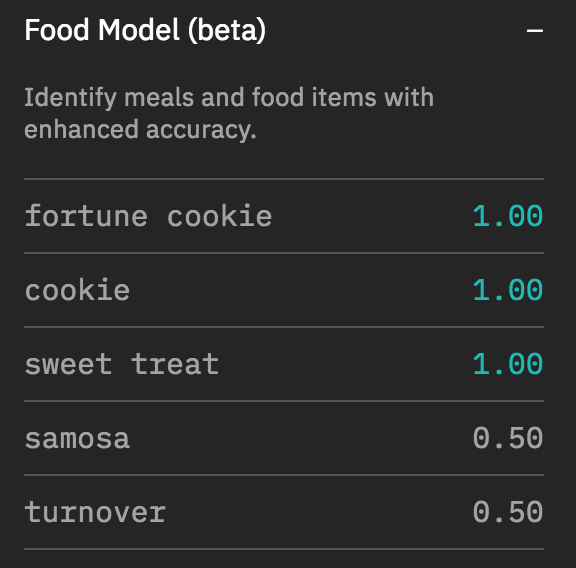 Food Model (beta) –
Identify meals and food items with
enhanced accuracy.
fortune cookie 1.00
cookie 1.00
sweet treat 1.00
samosa 0.50
turnover 0.50